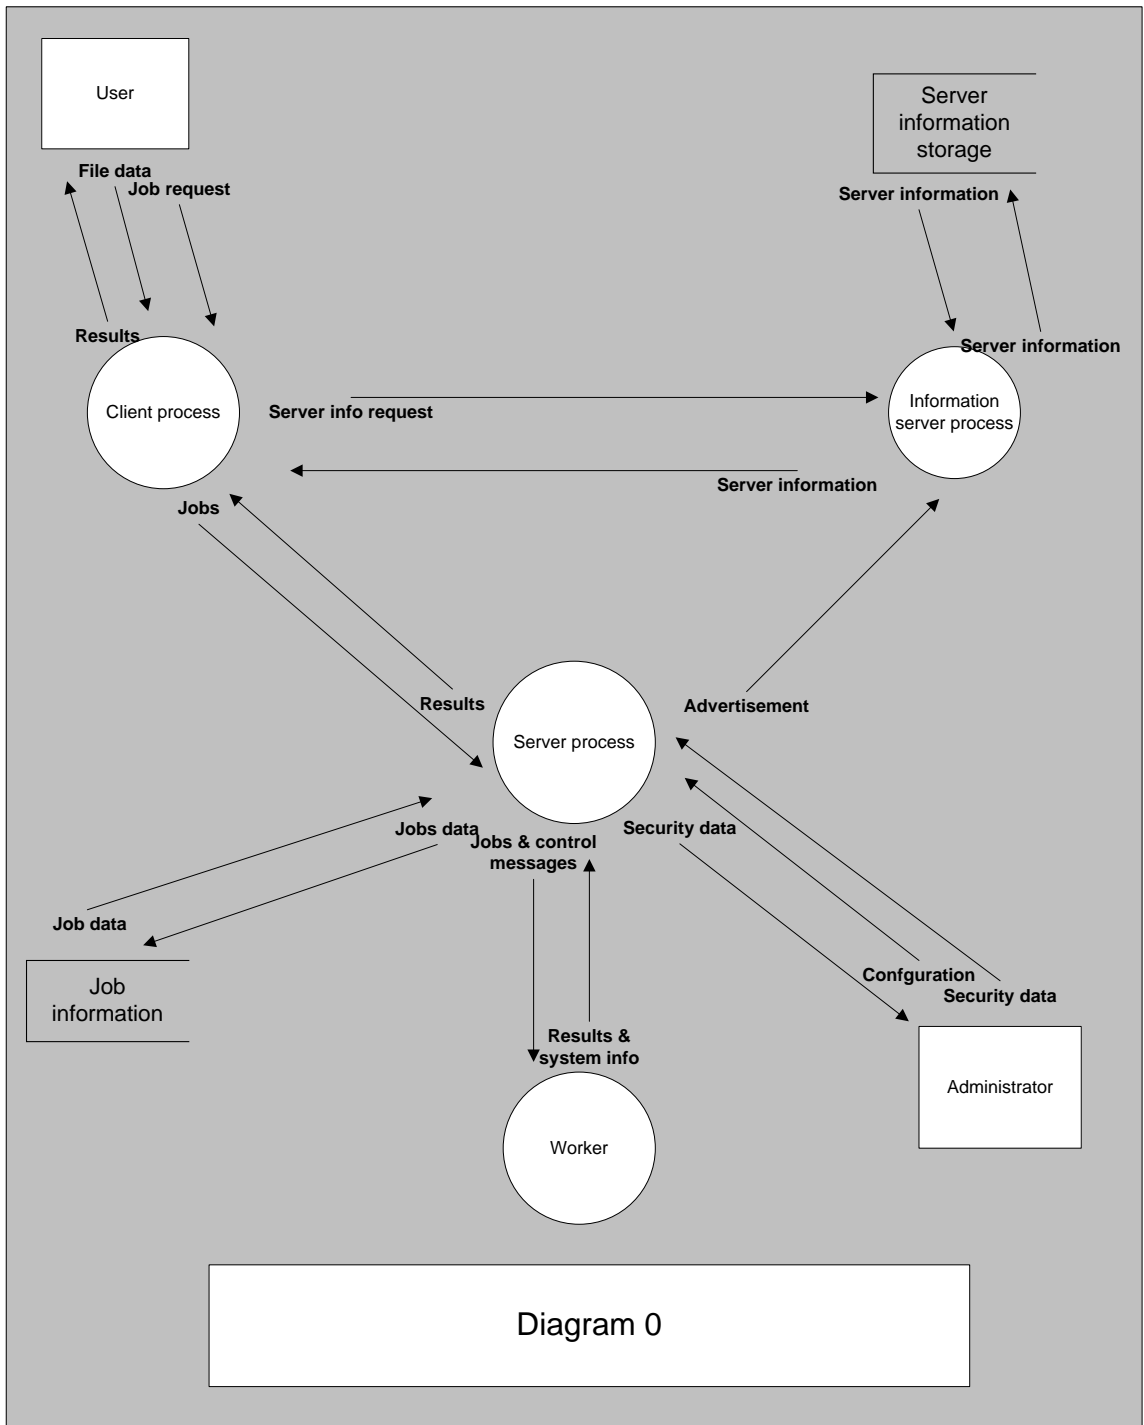 User
Server
information
storage
File data
Job request
Server information
Results
Server information
Client process
Server info request
Information
server process
Server information
Jobs
Results
Advertisement
Server process
Jobs data
Jobs & control
messages
Security data
Job data
Confguration
Security data
Job
information
Results &
system info
Administrator
Worker
Diagram 0